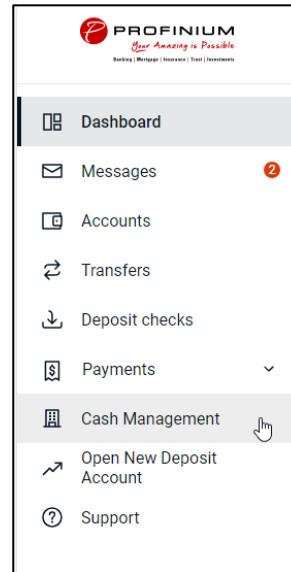 PROFINIUM
Your Amazing is Possible
Banking | Mortgage | Insurance | Trust | Investments
Dashboard
Messages 2
Accounts
Transfers
Deposit checks
Payments
Cash Management
Open New Deposit
Account
Support